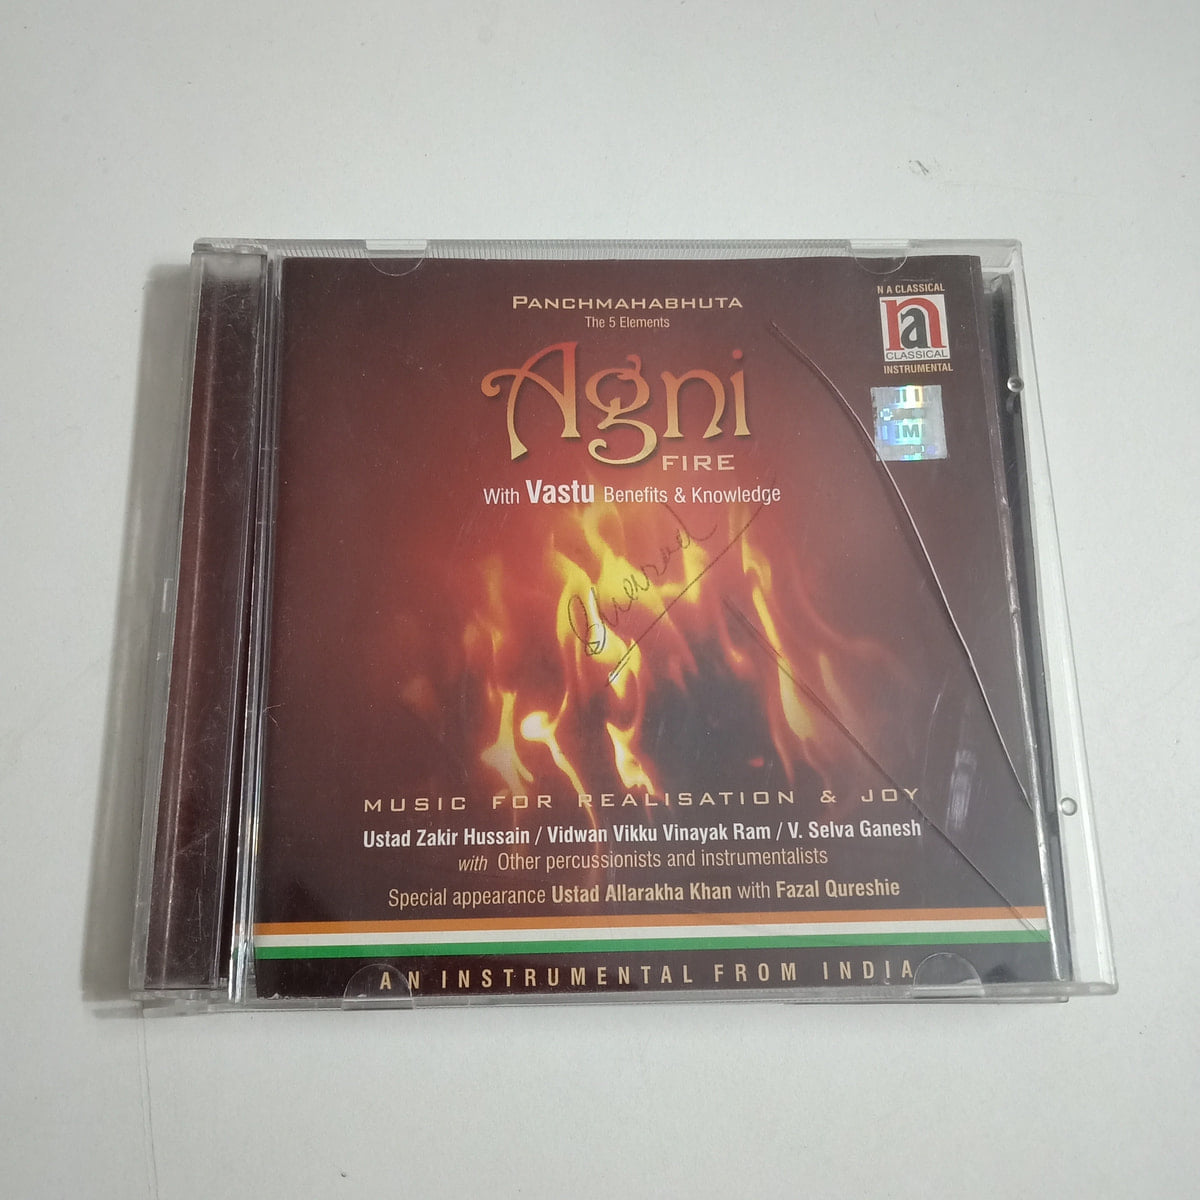 PANCHMAHABHUTA
The 5 Elements
Agni
FIRE
With Vastu Benefits & Knowledge
N A CLASSICAL
na
CLASSICAL
INSTRUMENTAL
MUSIC FOR REALISATION & JOY
Ustad Zakir Hussain / Vidwan Vikku Vinayak Ram / V. Selva Ganesh
with Other percussionists and instrumentalists
Special appearance Ustad Allarakha Khan with Fazal Qureshie
AN INSTRUMENTAL FROM INDIA